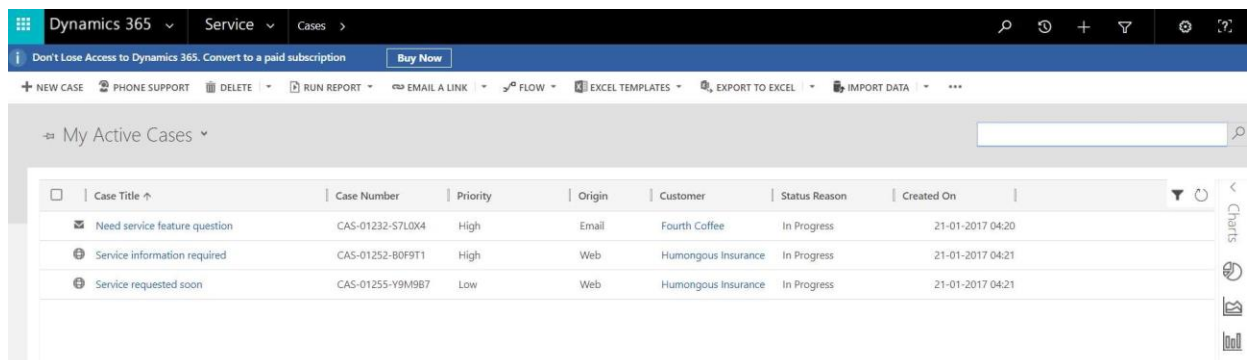 Dynamics 365 Service Cases
Don't Lose Access to Dynamics 365. Convert to a paid subscription Buy Now
NEW CASE PHONE SUPPORT DELETE RUN REPORT EMAIL A LINK FLOW EXCEL TEMPLATES EXPORT TO EXCEL IMPORT DATA
My Active Cases
Case Title Case Number Priority Origin Customer Status Reason Created On
Need service feature question CAS-01232-S7L0X4 High Email Fourth Coffee In Progress 21-01-2017 04:20
Service information required CAS-01252-B0F9T1 High Web Humongous Insurance In Progress 21-01-2017 04:21
Service requested soon CAS-01255-Y9M9B7 Low Web Humongous Insurance In Progress 21-01-2017 04:21
Charts